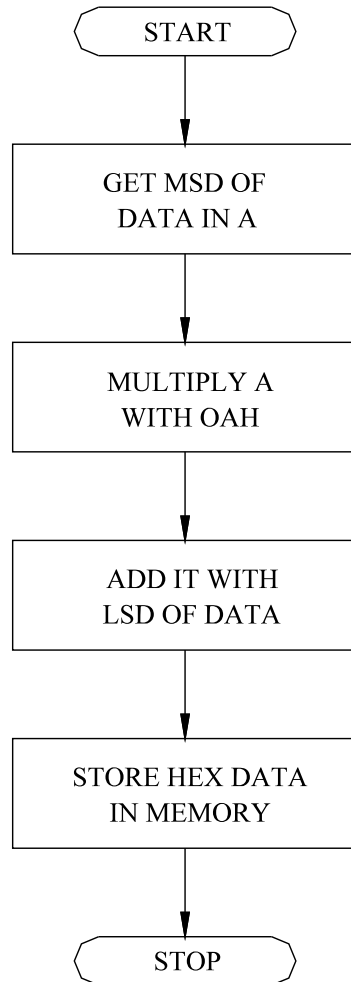 START
GET MSD OF
DATA IN A
MULTIPLY A
WITH OAH
ADD IT WITH
LSD OF DATA
STORE HEX DATA
IN MEMORY
STOP